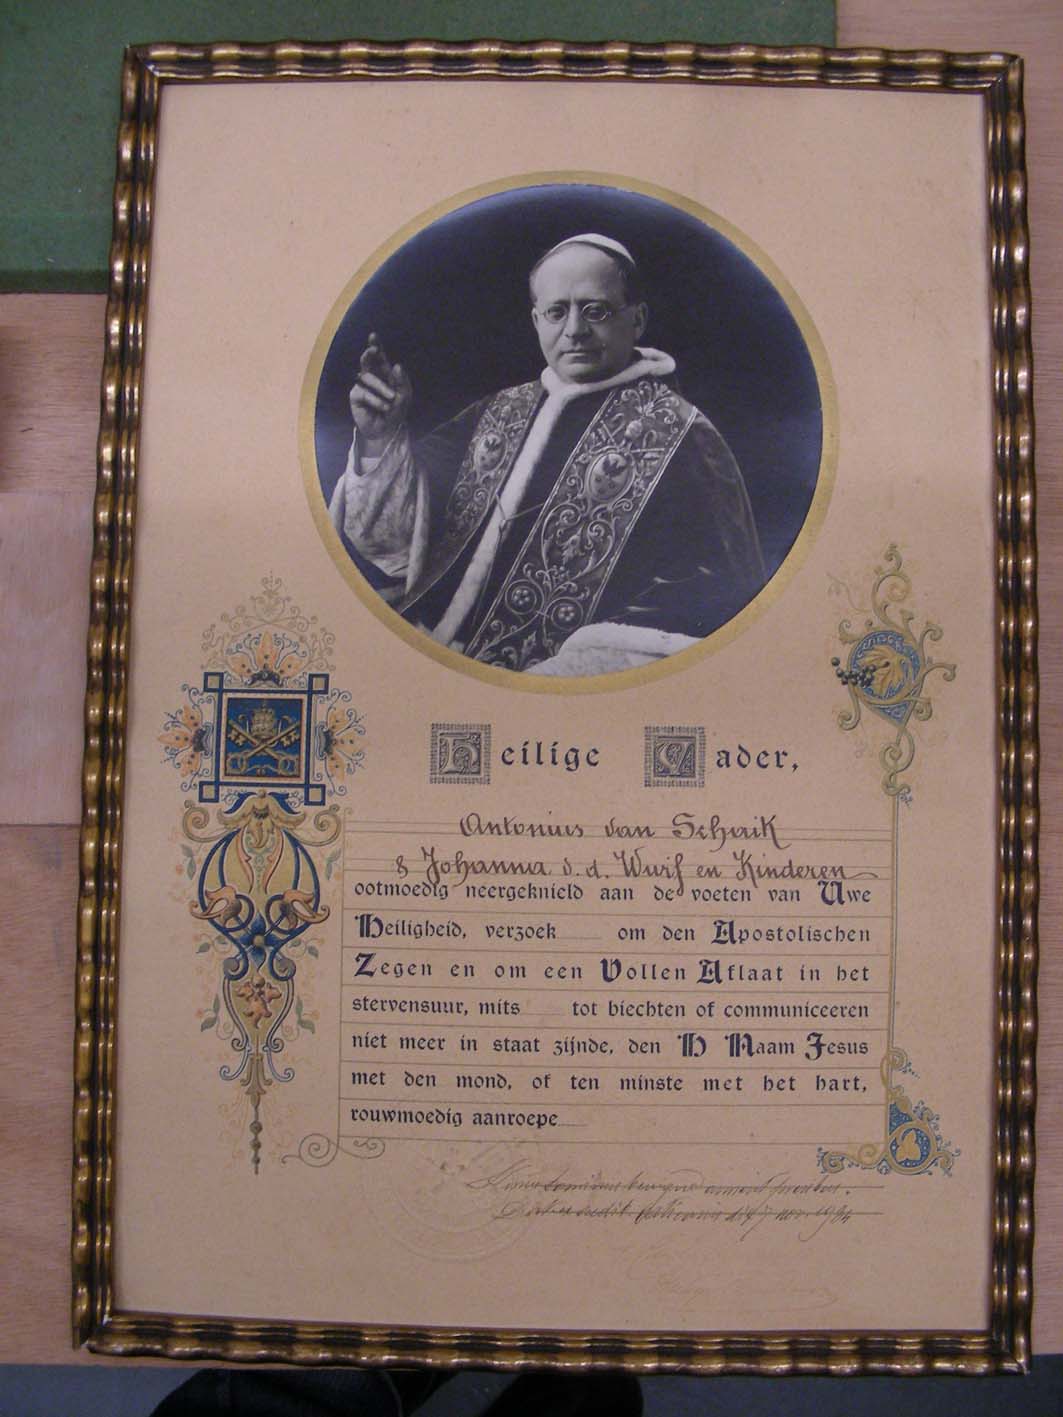 Heilige Vader,
Antonius van Schaik
& Johanna v. d. Wurf en Kinderen
ootmoedig neergeknield aan de voeten van Uwe
Heiligheid, verzoek om den Apostolischen
Zegen en om een Vollen Aflaat in het
stervensuur, mits tot biechten of communiceeren
niet meer in staat zijnde, den H Naam Jesus
met den mond, of ten minste met het hart,
rouwmoedig aanroepe